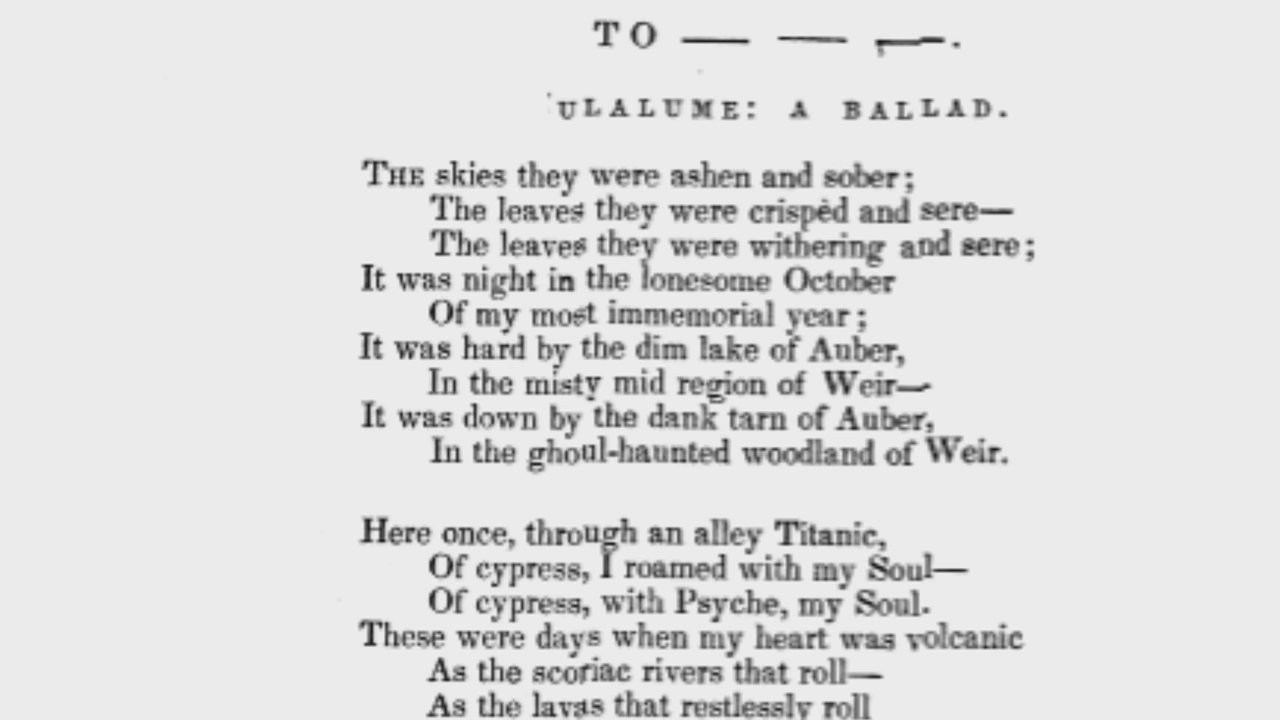 TO — — —.
ULALUME: A BALLAD.
THE skies they were ashen and sober;
The leaves they were crispèd and sere—
The leaves they were withering and sere;
It was night in the lonesome October
Of my most immemorial year;
It was hard by the dim lake of Auber,
In the misty mid region of Weir—
It was down by the dank tarn of Auber,
In the ghoul-haunted woodland of Weir.
Here once, through an alley Titanic,
Of cypress, I roamed with my Soul—
Of cypress, with Psyche, my Soul.
These were days when my heart was volcanic
As the scoriac rivers that roll—
As the lavas that restlessly roll